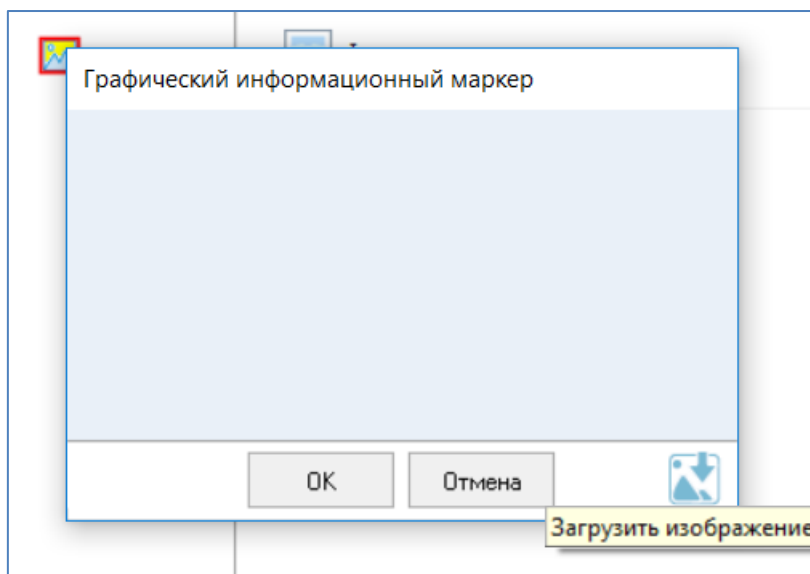 Графический информационный маркер
OK
Отмена
Загрузить изображение